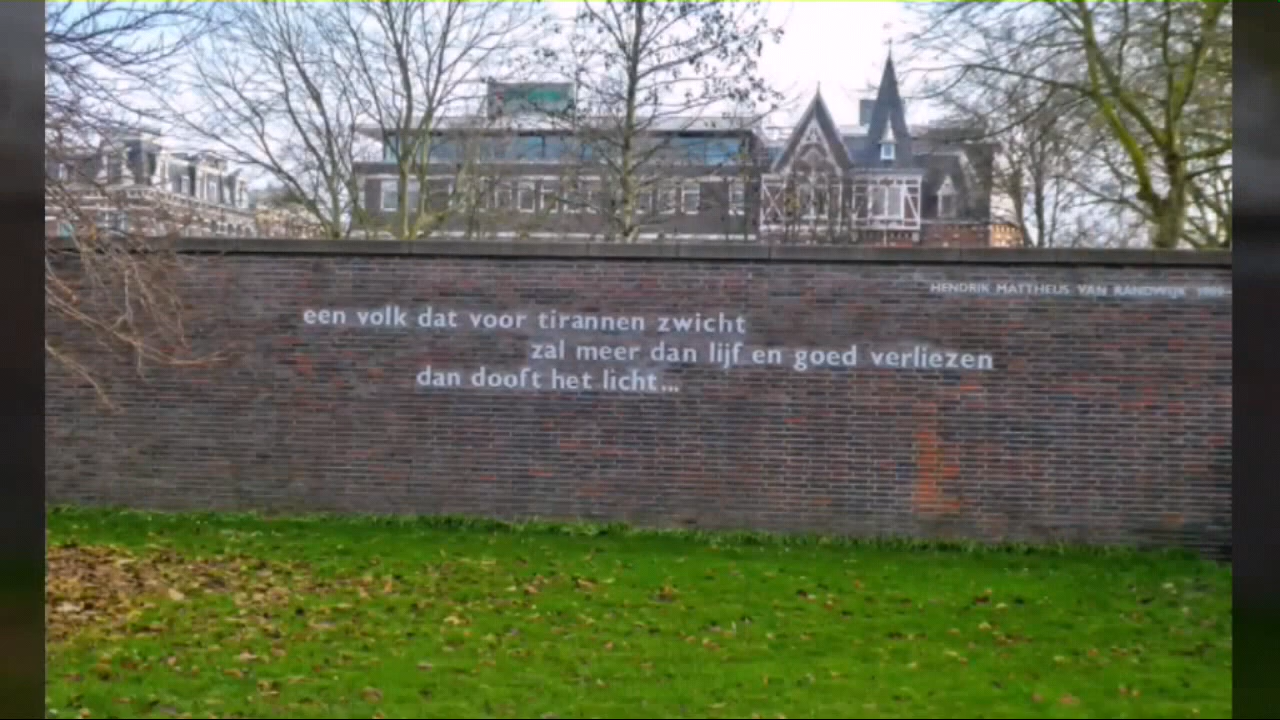 HENDRIK MATTHEUS VAN RANDWIJK
een volk dat voor tirannen zwicht
zal meer dan lijf en goed verliezen
dan dooft het licht...